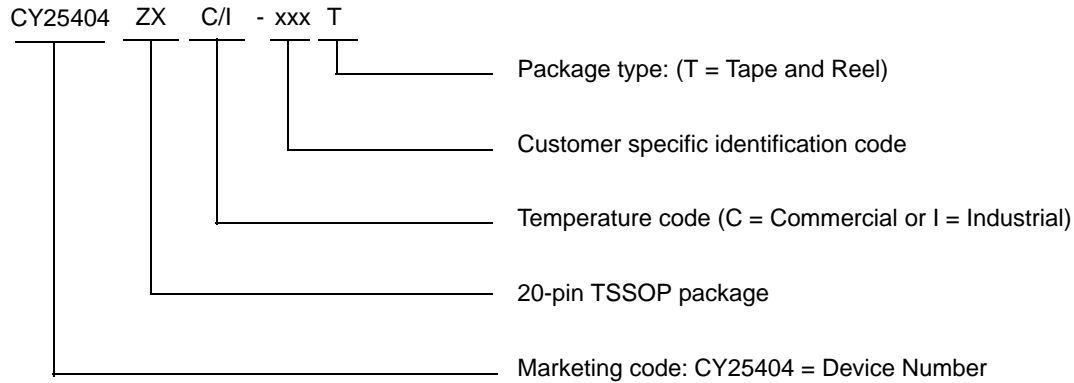 CY25404 ZX C/I - xxx T
Package type: (T = Tape and Reel)
Customer specific identification code
Temperature code (C = Commercial or I = Industrial)
20-pin TSSOP package
Marketing code: CY25404 = Device Number